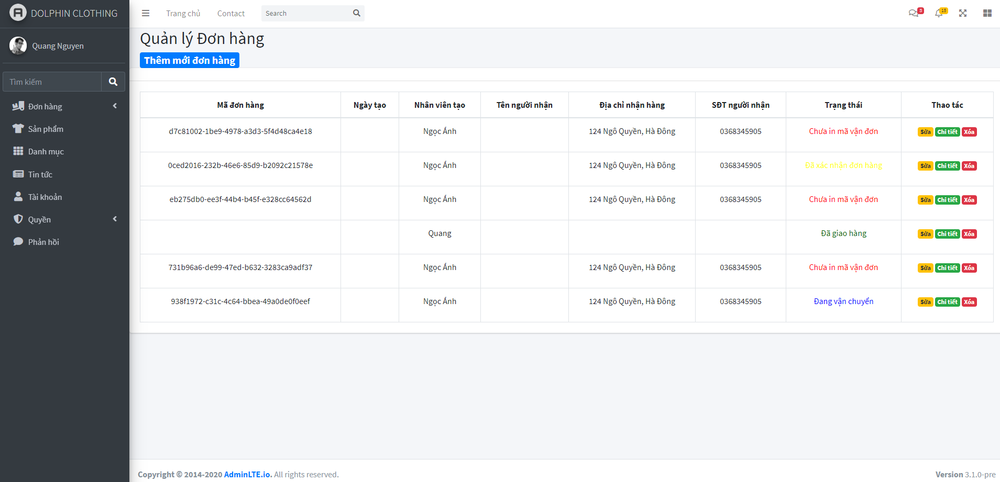 DOLPHIN CLOTHING
Trang chủ Contact Search 3 15
Quang Nguyen
Tìm kiếm
Đơn hàng
Sản phẩm
Danh mục
Tin tức
Tài khoản
Quyền
Phản hồi
Quản lý Đơn hàng
Thêm mới đơn hàng
Mã đơn hàng Ngày tạo Nhân viên tạo Tên người nhận Địa chỉ nhận hàng SĐT người nhận Trạng thái Thao tác
d7c81002-1be9-4978-a3d3-5f4d48ca4e18 Ngọc Ánh 124 Ngô Quyền, Hà Đông 0368345905 Chưa in mã vận đơn Sửa Chi tiết Xóa
0ced2016-232b-46e6-85d9-b2092c21578e Ngọc Ánh 124 Ngô Quyền, Hà Đông 0368345905 Đã xác nhận đơn hàng Sửa Chi tiết Xóa
eb275db0-ee3f-44b4-b45f-e328cc64562d Ngọc Ánh 124 Ngô Quyền, Hà Đông 0368345905 Chưa in mã vận đơn Sửa Chi tiết Xóa
Quang Đã giao hàng Sửa Chi tiết Xóa
731b96a6-de99-47ed-b632-3283ca9adf37 Ngọc Ánh 124 Ngô Quyền, Hà Đông 0368345905 Chưa in mã vận đơn Sửa Chi tiết Xóa
938f1972-c31c-4c64-bbea-49a0de0f0eef Ngọc Ánh 124 Ngô Quyền, Hà Đông 0368345905 Đang vận chuyển Sửa Chi tiết Xóa
Copyright © 2014-2020 AdminLTE.io. All rights reserved. Version 3.1.0-pre